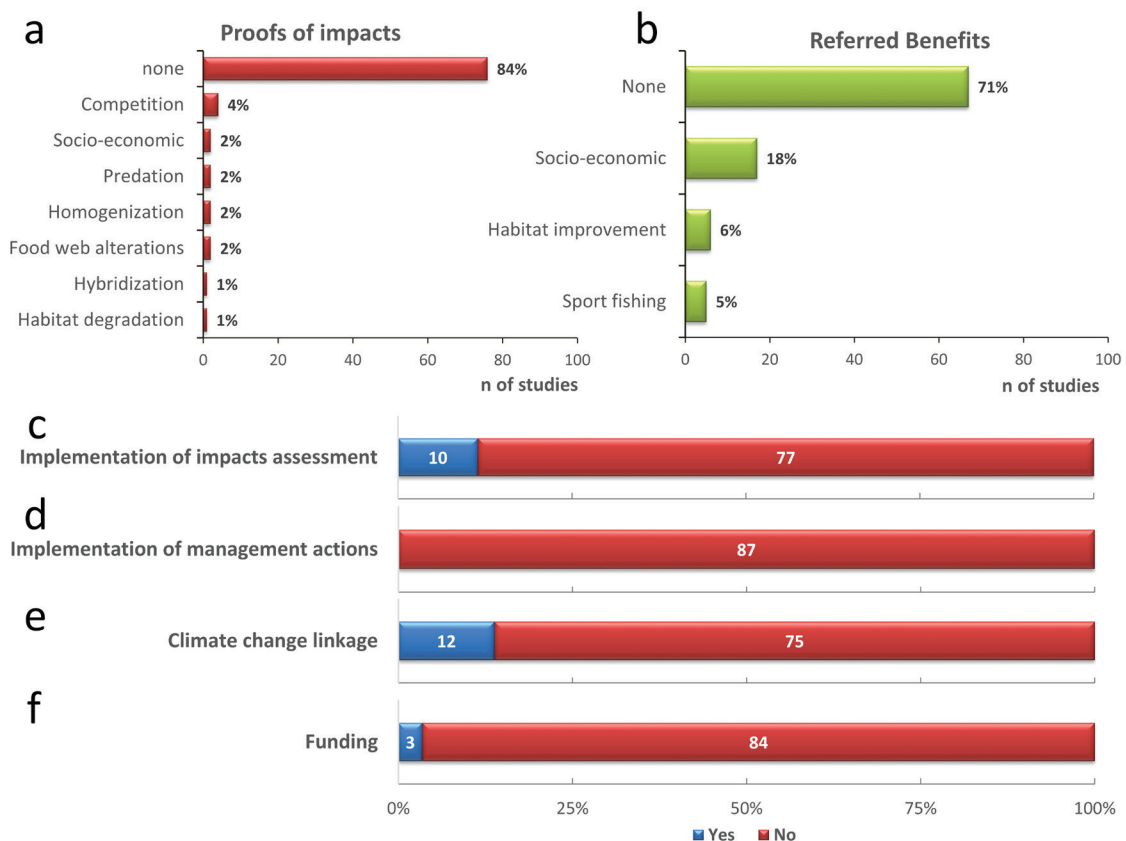 a
Proofs of impacts
none
84%
Competition
4%
Socio-economic
2%
Predation
2%
Homogenization
2%
Food web alterations
2%
Hybridization
1%
Habitat degradation
1%
0 20 40 60 80 100
n of studies
b
Referred Benefits
None
71%
Socio-economic
18%
Habitat improvement
6%
Sport fishing
5%
0 20 40 60 80 100
n of studies
c
Implementation of impacts assessment
10 77
d
Implementation of management actions
87
e
Climate change linkage
12 75
f
Funding
3 84
0% 25% 50% 75% 100%
Yes No